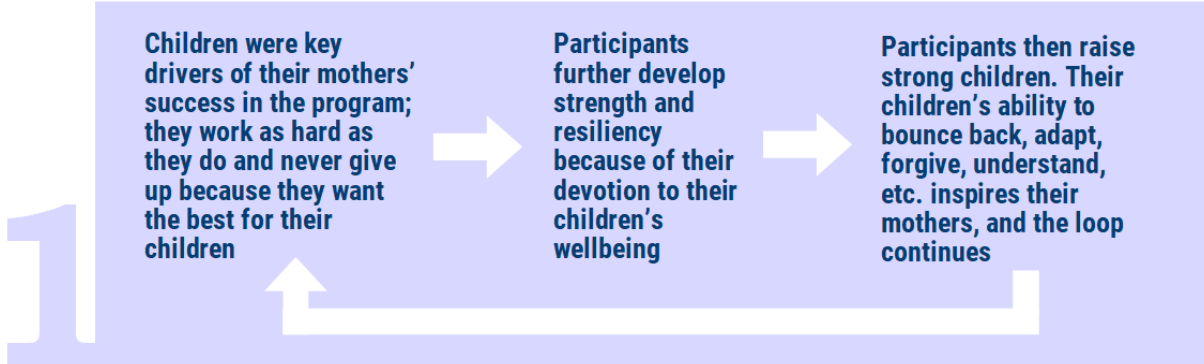 1
Children were key
drivers of their mothers'
success in the program;
they work as hard as
they do and never give
up because they want
the best for their
children
Participants
further develop
strength and
resiliency
because of their
devotion to their
children's
wellbeing
Participants then raise
strong children. Their
children's ability to
bounce back, adapt,
forgive, understand,
etc. inspires their
mothers, and the loop
continues